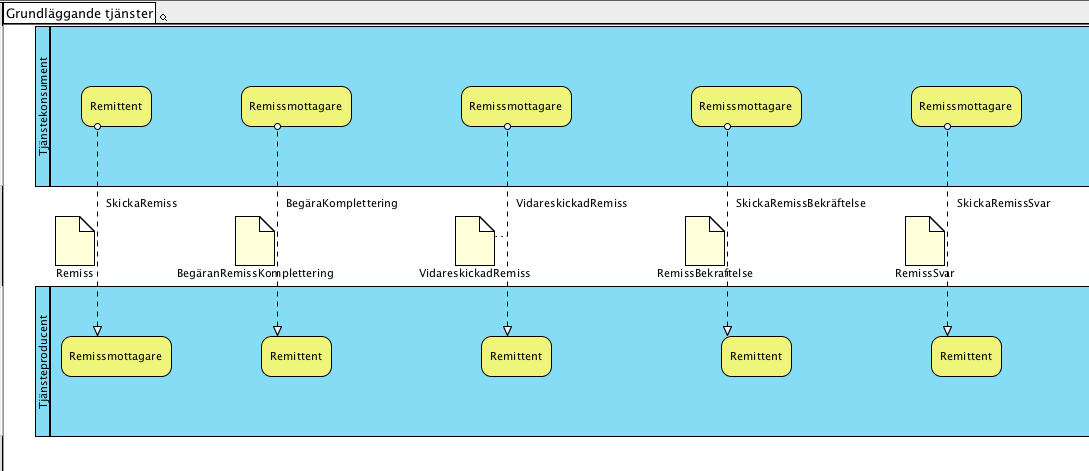 Grundläggande tjänster
Tjänstekonsument
Remittent
Remissmottagare
Remissmottagare
Remissmottagare
Remissmottagare
SkickaRemiss
BegäraKomplettering
VidareskickadRemiss
SkickaRemissBekräftelse
SkickaRemissSvar
Remiss
BegäranRemissKomplettering
VidareskickadRemiss
RemissBekräftelse
RemissSvar
Tjänsteproducent
Remissmottagare
Remittent
Remittent
Remittent
Remittent